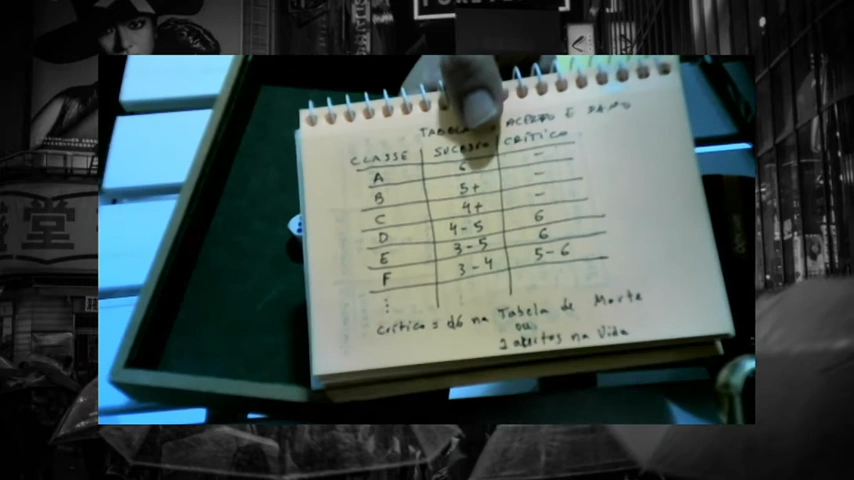 堂
TABELA : ACERTO E DANO
CLASSE SUCESSO CRÍTICO
A 6 -
B 5+ -
C 4+ -
D 4-5 6
E 3-5 6
F 3-4 5-6
⋮
Crítico = d6 na Tabela de Morte
ou
2 acertos na Vida